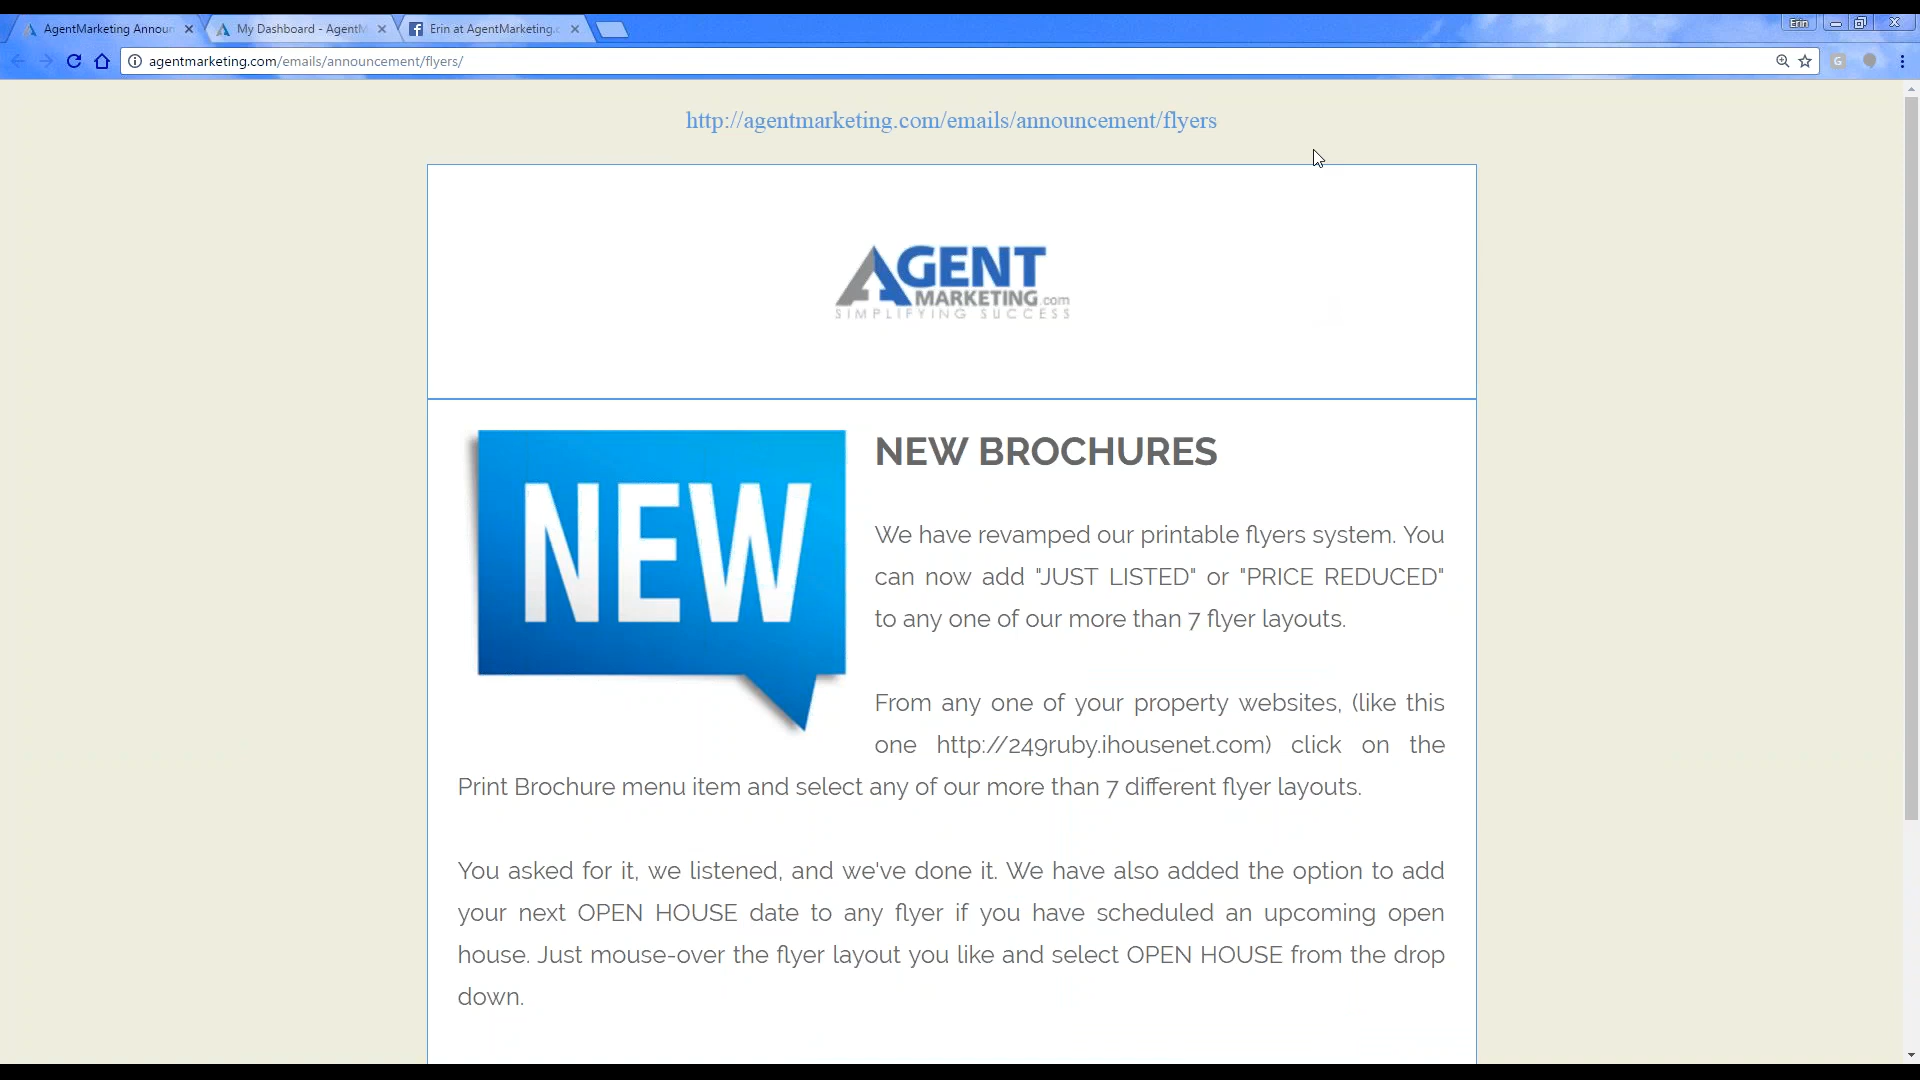 AgentMarketing Announ
My Dashboard - AgentM
Erin at AgentMarketing.c
Erin
agentmarketing.com/emails/announcement/flyers/
G
http://agentmarketing.com/emails/announcement/flyers
AGENT
MARKETING.com
SIMPLIFYING SUCCESS
NEW
NEW BROCHURES
We have revamped our printable flyers system. You
can now add "JUST LISTED" or "PRICE REDUCED"
to any one of our more than 7 flyer layouts.
From any one of your property websites, (like this
one http://249ruby.ihousenet.com) click on the
Print Brochure menu item and select any of our more than 7 different flyer layouts.
You asked for it, we listened, and we've done it. We have also added the option to add
your next OPEN HOUSE date to any flyer if you have scheduled an upcoming open
house. Just mouse-over the flyer layout you like and select OPEN HOUSE from the drop
down.